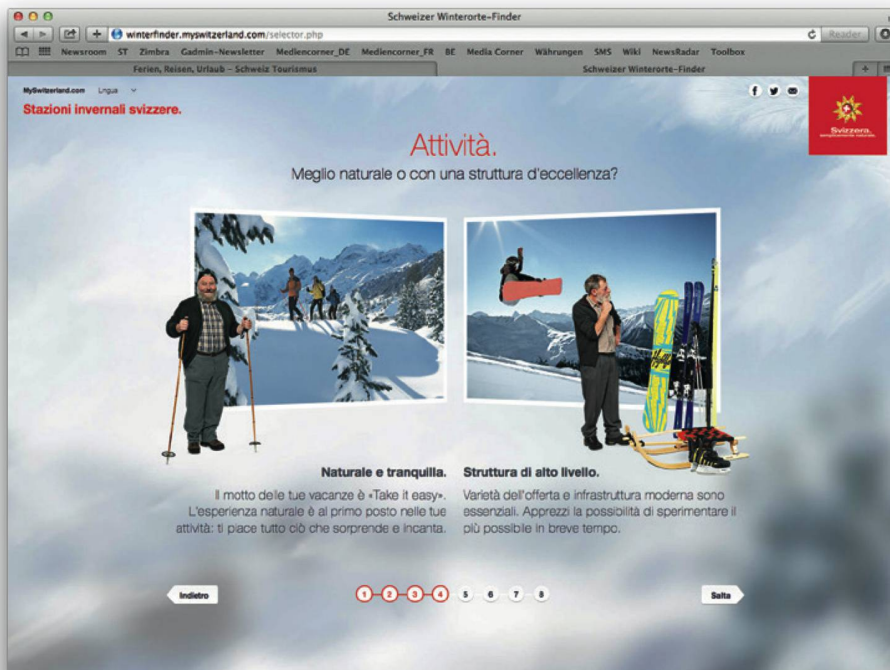 Schweizer Winterorte-Finder
winterfinder.myswitzerland.com/selector.php
Reader
Newsroom ST Zimbra Gadmin-Newsletter Mediencorner_DE Mediencorner_FR BE Media Corner Währungen SMS Wiki NewsRadar Toolbox
Ferien, Reisen, Urlaub – Schweiz Tourismus
Schweizer Winterorte-Finder
MySwitzerland.com Lingua
Stazioni invernali svizzere.
Svizzera.
semplicemente naturale.
Attività.
Meglio naturale o con una struttura d'eccellenza?
Naturale e tranquilla.
Il motto delle tue vacanze è «Take it easy».
L'esperienza naturale è al primo posto nelle tue
attività: ti piace tutto ciò che sorprende e incanta.
Struttura di alto livello.
Varietà dell'offerta e infrastruttura moderna sono
essenziali. Apprezzi la possibilità di sperimentare il
più possibile in breve tempo.
Indietro
1 2 3 4 5 6 7 8
Salta